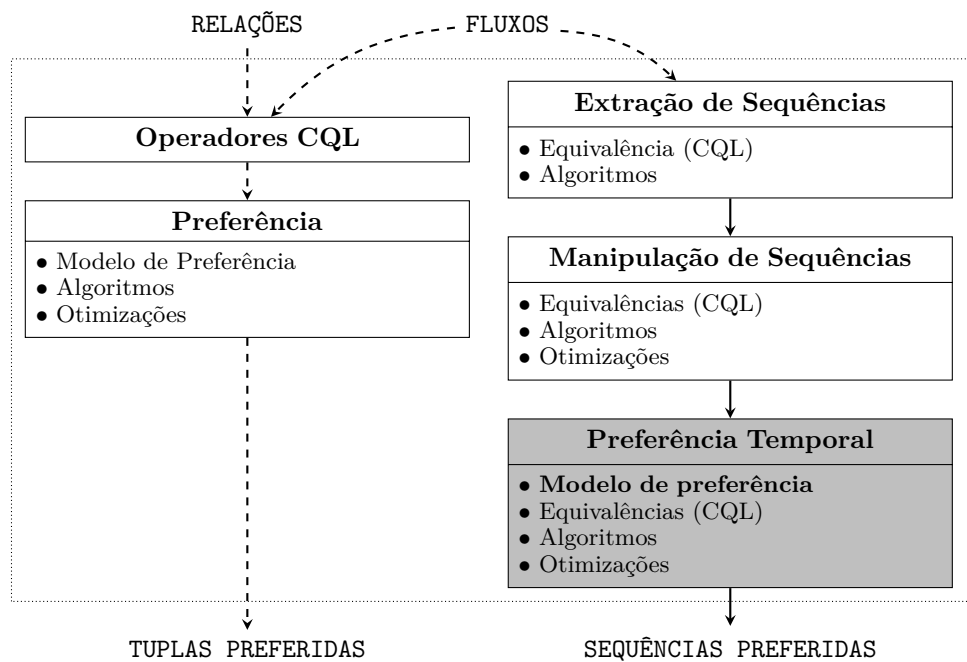 RELAÇÕES
FLUXOS
Operadores CQL
Preferência
• Modelo de Preferência
• Algoritmos
• Otimizações
Extração de Sequências
• Equivalência (CQL)
• Algoritmos
Manipulação de Sequências
• Equivalências (CQL)
• Algoritmos
• Otimizações
Preferência Temporal
• Modelo de preferência
• Equivalências (CQL)
• Algoritmos
• Otimizações
TUPLAS PREFERIDAS
SEQUÊNCIAS PREFERIDAS